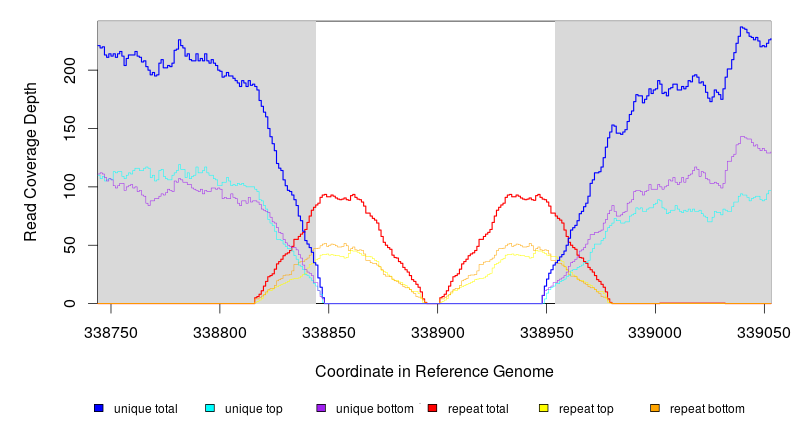 Read Coverage Depth
200
150
100
50
0
338750 338800 338850 338900 338950 339000 339050
Coordinate in Reference Genome
unique total unique top unique bottom repeat total repeat top repeat bottom